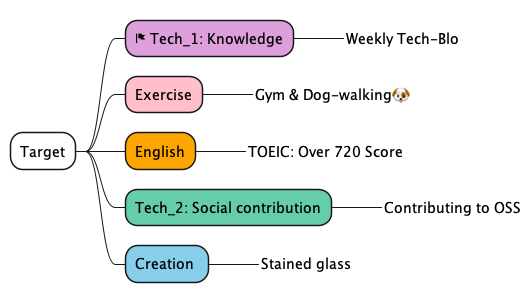 Target
Tech_1: Knowledge
Weekly Tech-Blo
Exercise
Gym & Dog-walking🐶
English
TOEIC: Over 720 Score
Tech_2: Social contribution
Contributing to OSS
Creation
Stained glass